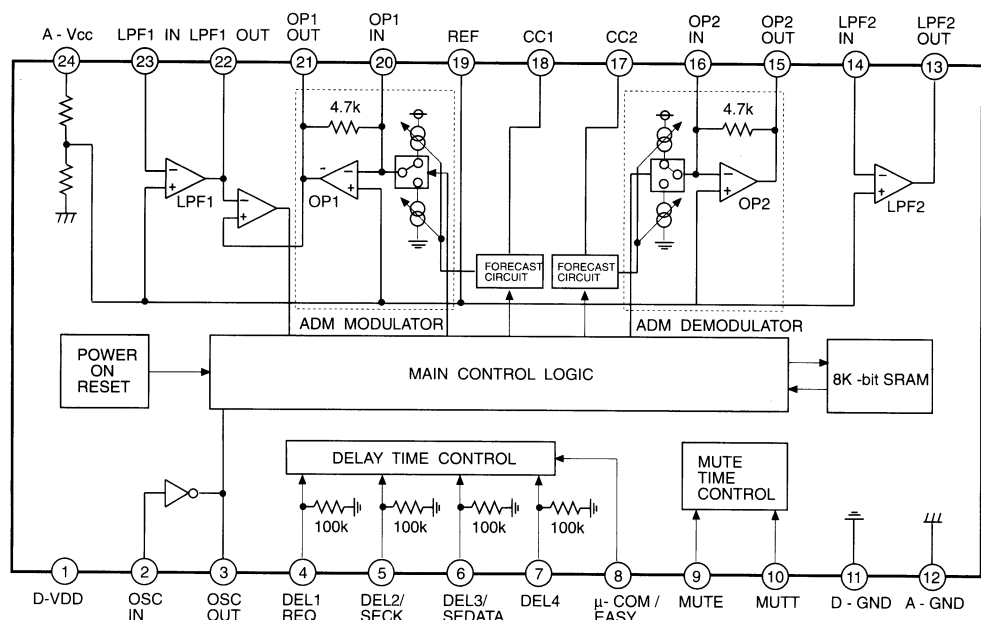 A - Vcc
LPF1 IN LPF1 OUT
OP1 OUT
OP1 IN
REF
CC1
CC2
OP2 IN
OP2 OUT
LPF2 IN
LPF2 OUT
24
23
22
21
20
19
18
17
16
15
14
13
4.7k
4.7k
LPF1
OP1
OP2
LPF2
FORECAST
CIRCUIT
FORECAST
CIRCUIT
ADM MODULATOR
ADM DEMODULATOR
POWER
ON
RESET
MAIN CONTROL LOGIC
8K -bit SRAM
DELAY TIME CONTROL
MUTE
TIME
CONTROL
100k
100k
100k
100k
1
2
3
4
5
6
7
8
9
10
11
12
D-VDD
OSC
IN
OSC
OUT
DEL1
REQ
DEL2/
SECK
DEL3/
SEDATA
DEL4
μ- COM /
EASY
MUTE
MUTT
D - GND
A - GND